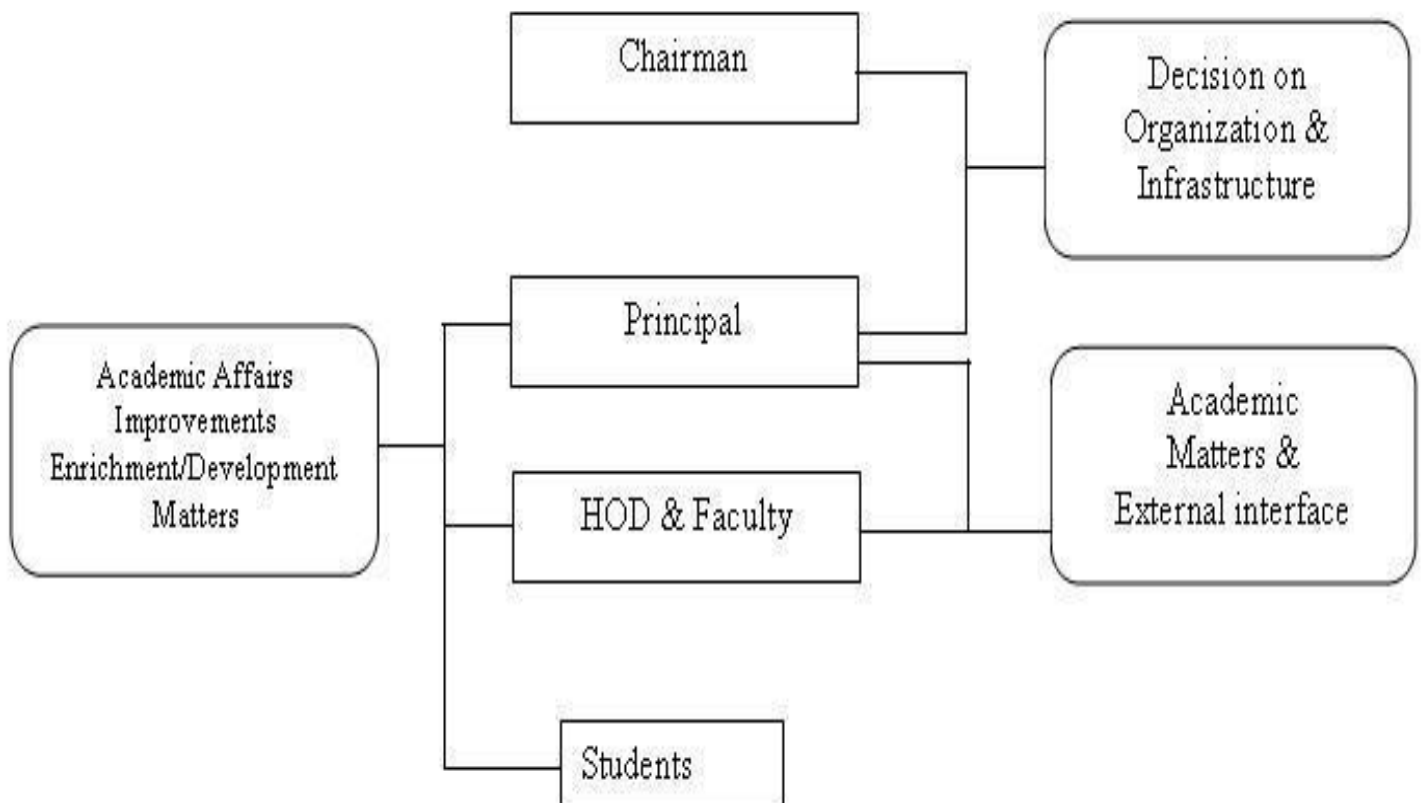 Chairman
Decision on
Organization &
Infrastructure
Principal
Academic Affairs
Improvements
Enrichment/Development
Matters
Academic
Matters &
External interface
HOD & Faculty
Students